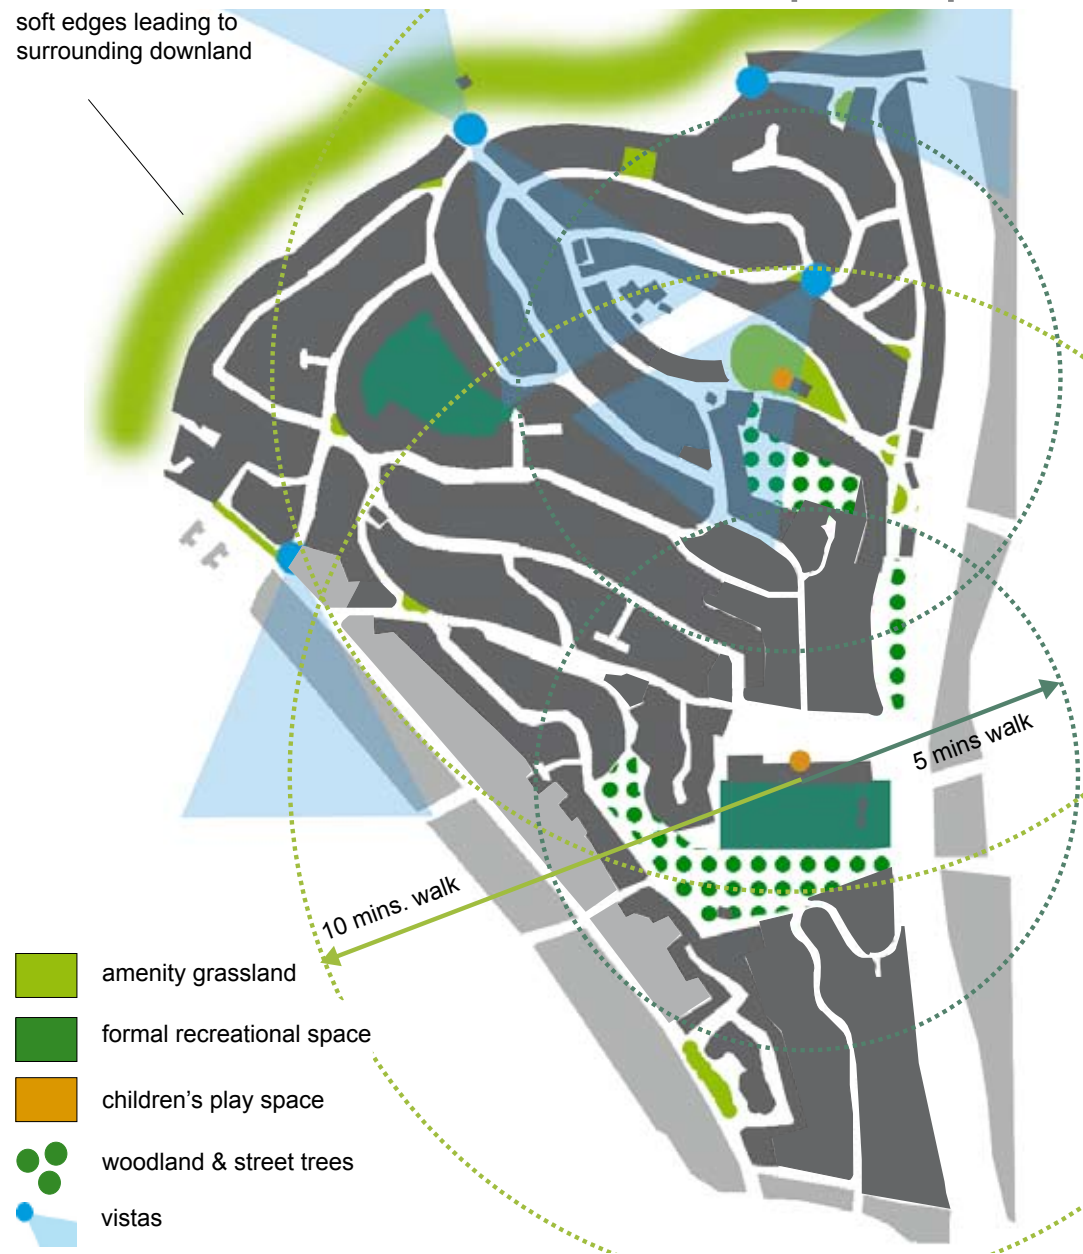 soft edges leading to
surrounding downland
5 mins walk
10 mins. walk
amenity grassland
formal recreational space
children's play space
woodland & street trees
vistas